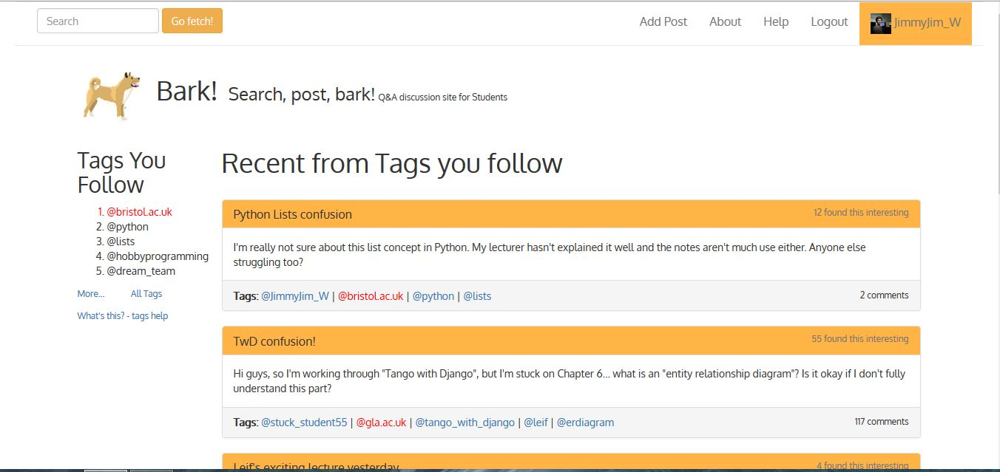 Search
Go fetch!
Add Post
About
Help
Logout
JimmyJim_W
Bark! Search, post, bark! Q&A discussion site for Students
Tags You
Follow
1. @bristol.ac.uk
2. @python
3. @lists
4. @hobbyprogramming
5. @dream_team
More...
All Tags
What's this? - tags help
Recent from Tags you follow
Python Lists confusion
12 found this interesting
I'm really not sure about this list concept in Python. My lecturer hasn't explained it well and the notes aren't much use either. Anyone else
struggling too?
Tags: @JimmyJim_W | @bristol.ac.uk | @python | @lists
2 comments
TwD confusion!
55 found this interesting
Hi guys, so I'm working through "Tango with Django", but I'm stuck on Chapter 6... what is an "entity relationship diagram"? Is it okay if I don't fully
understand this part?
Tags: @stuck_student55 | @gla.ac.uk | @tango_with_django | @leif | @erdiagram
117 comments
Leif's exciting lecture yesterday
4 found this interesting